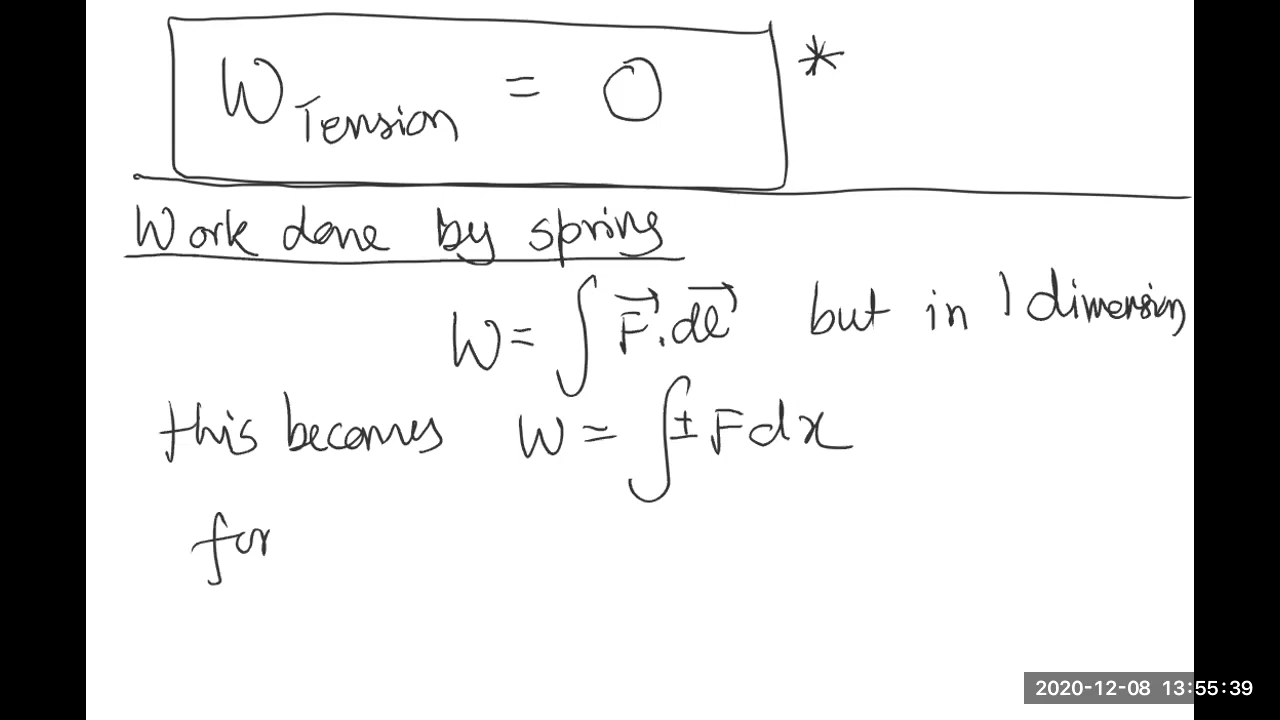 W Tension = 0 *
Work done by spring
W = ∫ F⃗ . dℓ⃗ but in 1 dimension
this becomes W = ∫ ± F dx
for
2020-12-08 13:55:39